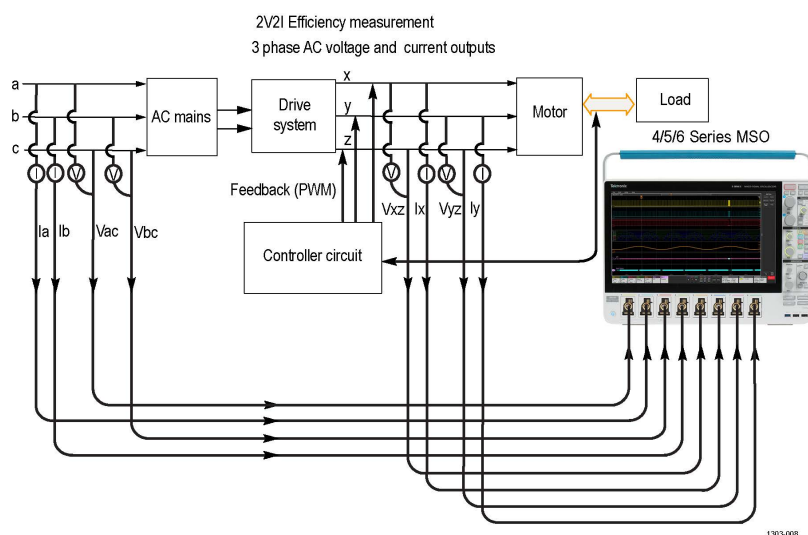 2V2I Efficiency measurement
3 phase AC voltage and current outputs
a
b
c
AC mains
Drive
system
x
y
z
Motor
Load
4/5/6 Series MSO
Tektronix
I
I
V
V
V
I
V
I
Feedback (PWM)
Ia
Ib
Vac
Vbc
Vxz
Ix
Vyz
Iy
Controller circuit
1303-008